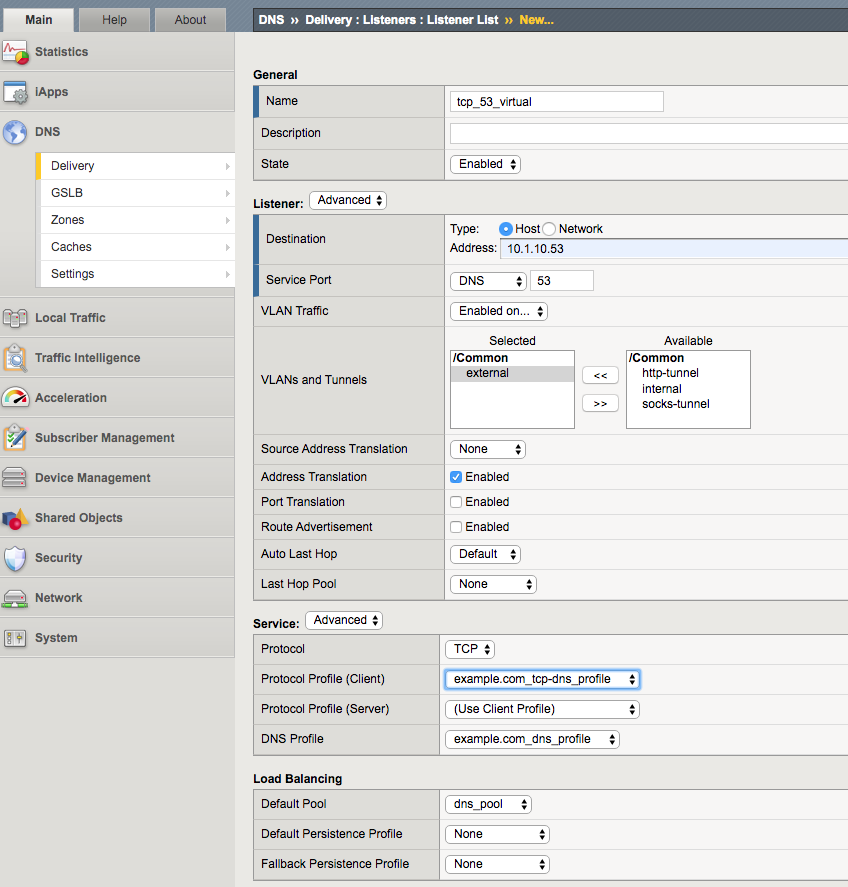 Main Help About
DNS ›› Delivery : Listeners : Listener List ›› New...
Statistics
iApps
DNS
Delivery
GSLB
Zones
Caches
Settings
Local Traffic
Traffic Intelligence
Acceleration
Subscriber Management
Device Management
Shared Objects
Security
Network
System
General
Name tcp_53_virtual
Description
State Enabled
Listener: Advanced
Destination Type: Host Network
Address: 10.1.10.53
Service Port DNS 53
VLAN Traffic Enabled on...
VLANs and Tunnels
Selected Available
/Common /Common
external << http-tunnel
internal
>> socks-tunnel
Source Address Translation None
Address Translation Enabled
Port Translation Enabled
Route Advertisement Enabled
Auto Last Hop Default
Last Hop Pool None
Service: Advanced
Protocol TCP
Protocol Profile (Client) example.com_tcp-dns_profile
Protocol Profile (Server) (Use Client Profile)
DNS Profile example.com_dns_profile
Load Balancing
Default Pool dns_pool
Default Persistence Profile None
Fallback Persistence Profile None